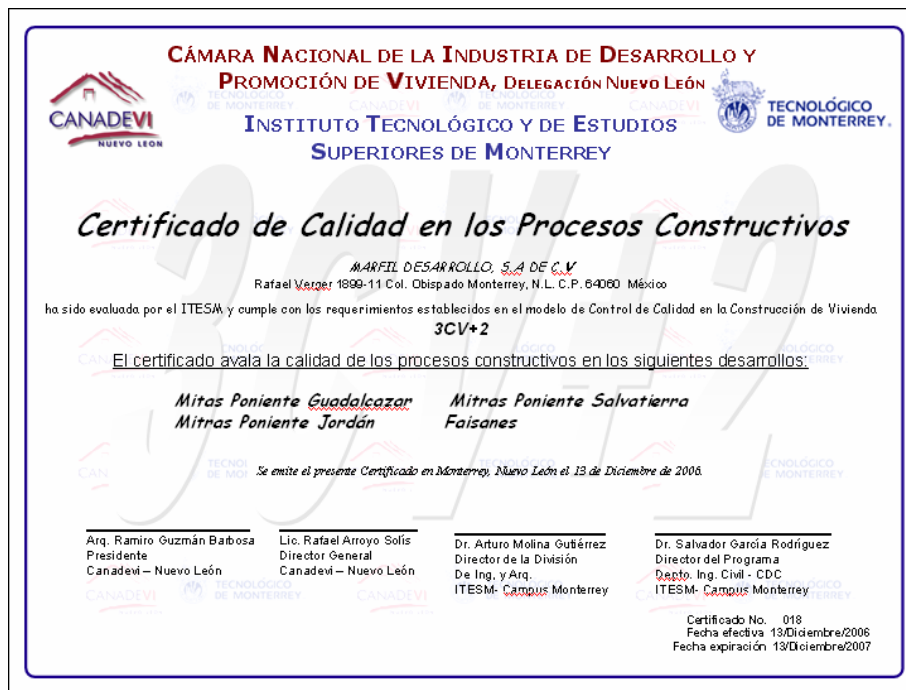 CÁMARA NACIONAL DE LA INDUSTRIA DE DESARROLLO Y
PROMOCIÓN DE VIVIENDA, DELEGACIÓN NUEVO LEÓN
CANADEVI
NUEVO LEON
TECNOLÓGICO
DE MONTERREY.
INSTITUTO TECNOLÓGICO Y DE ESTUDIOS
SUPERIORES DE MONTERREY
3CV+2
Certificado de Calidad en los Procesos Constructivos
MARFIL DESARROLLO, S.A DE C.V
Rafael Verger 1899-11 Col. Obispado Monterrey, N.L. C.P. 64060 México
ha sido evaluada por el ITESM y cumple con los requerimientos establecidos en el modelo de Control de Calidad en la Construcción de Vivienda
3CV+2
El certificado avala la calidad de los procesos constructivos en los siguientes desarrollos:
Mitas Poniente Guadalcazar Mitras Poniente Salvatierra
Mitras Poniente Jordán Faisanes
Se emite el presente Certificado en Monterrey, Nuevo León el 13 de Diciembre de 2006.
Arq. Ramiro Guzmán Barbosa
Presidente
Canadevi – Nuevo León
Lic. Rafael Arroyo Solís
Director General
Canadevi – Nuevo León
Dr. Arturo Molina Gutiérrez
Director de la División
De Ing. y Arq.
ITESM- Campus Monterrey
Dr. Salvador García Rodríguez
Director del Programa
Depto. Ing. Civil - CDC
ITESM- Campus Monterrey
Certificado No. 018
Fecha efectiva 13/Diciembre/2006
Fecha expiración 13/Diciembre/2007